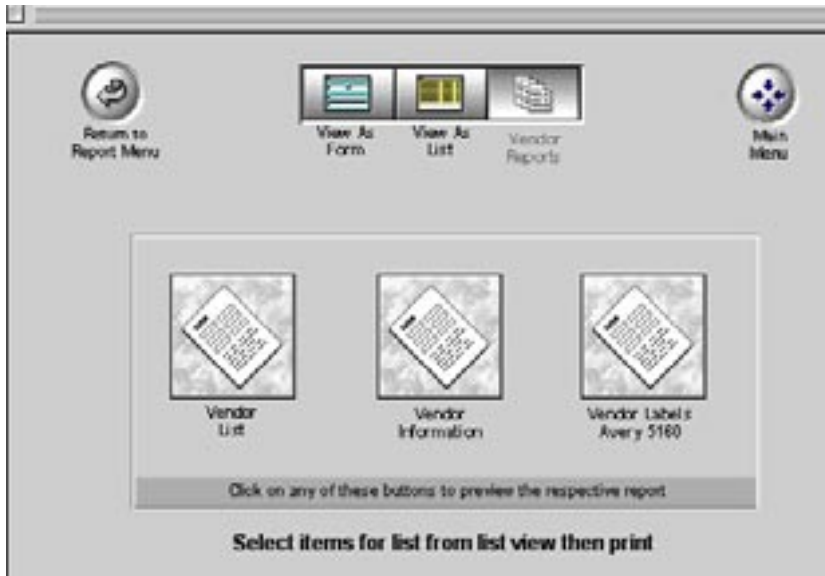 Return to
Report Menu
View As
Form
View As
List
Vendor
Reports
Main
Menu
Vendor
List
Vendor
Information
Vendor Labels
Avery 5160
Click on any of these buttons to preview the respective report
Select items for list from list view then print